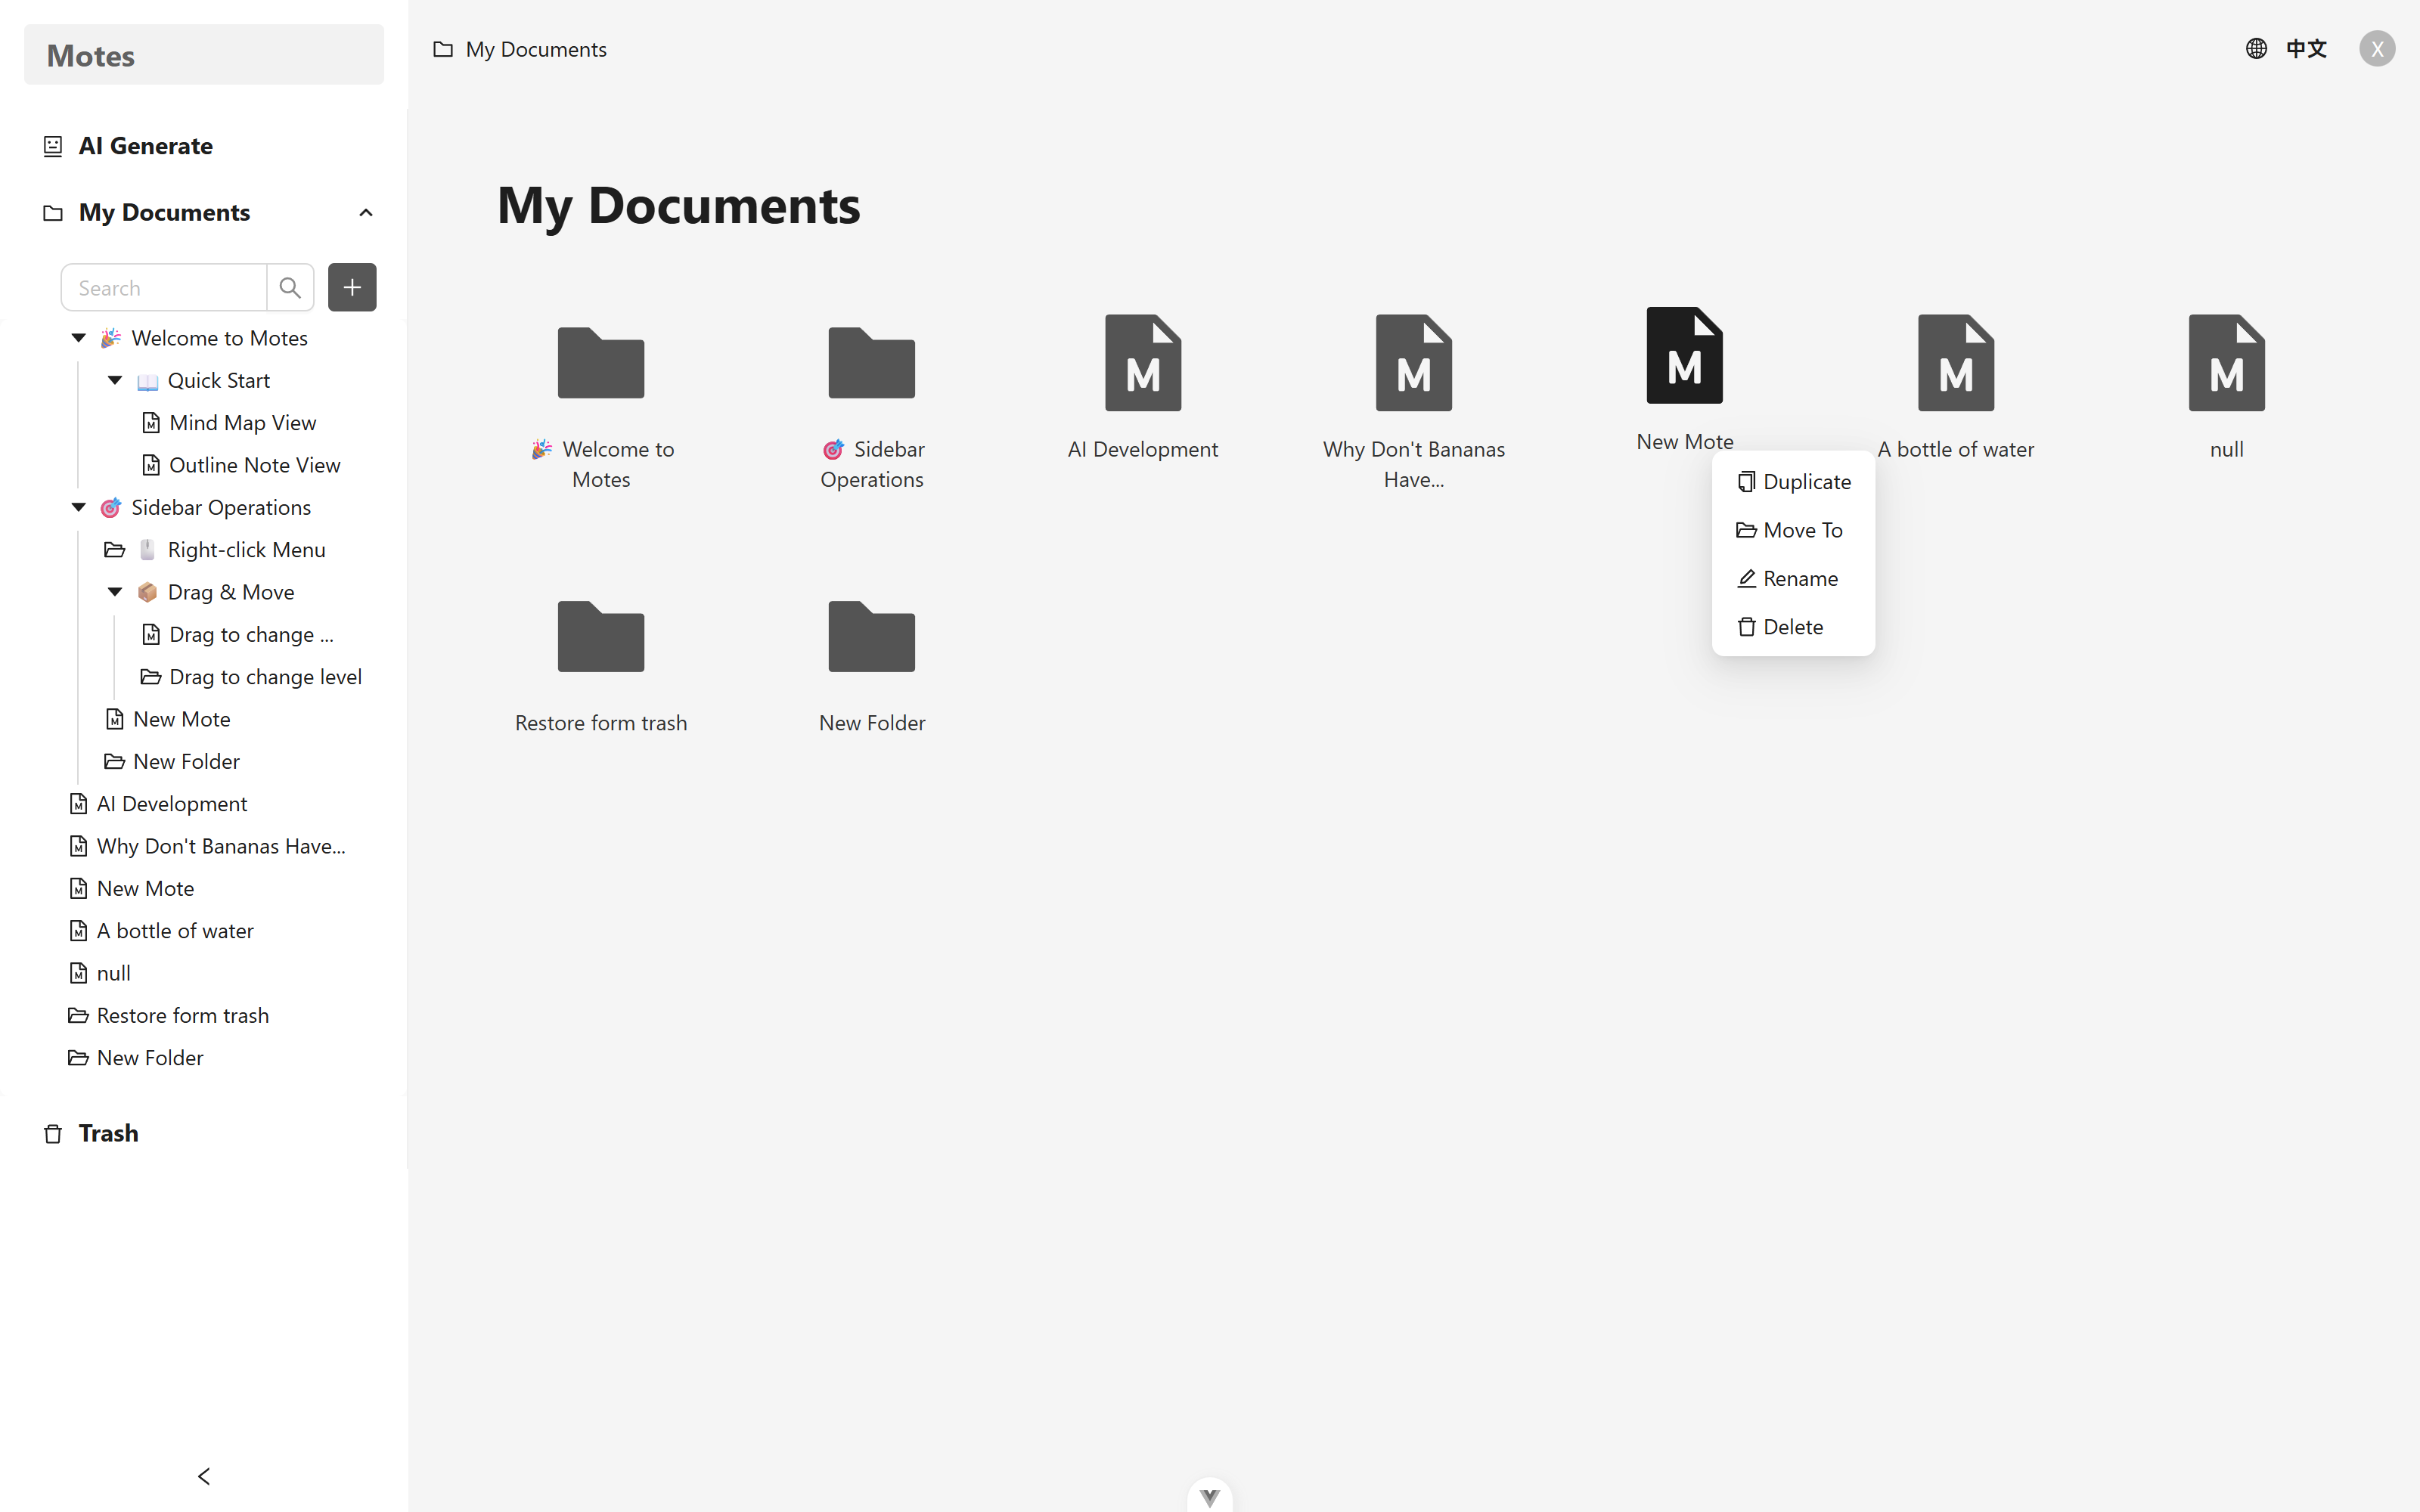 Motes
AI Generate
My Documents
Search
🎉 Welcome to Motes
📖 Quick Start
Mind Map View
Outline Note View
🎯 Sidebar Operations
🖱️ Right-click Menu
📦 Drag & Move
Drag to change ...
Drag to change level
New Mote
New Folder
AI Development
Why Don't Bananas Have...
New Mote
A bottle of water
null
Restore form trash
New Folder
Trash
My Documents
中文
X
My Documents
M
M
M
M
M
🎉 Welcome to
Motes
🎯 Sidebar
Operations
AI Development
Why Don't Bananas
Have...
New Mote
A bottle of water
null
Duplicate
Move To
Rename
Delete
Restore form trash
New Folder